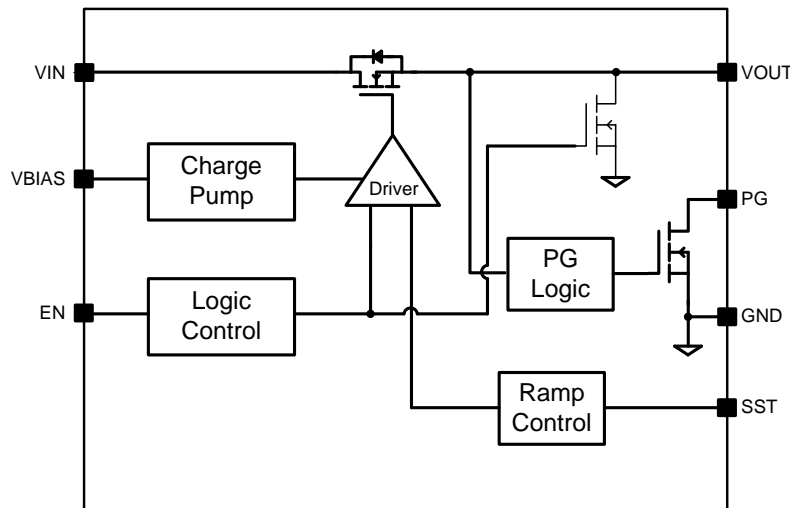 VIN
VOUT
VBIAS
Charge
Pump
Driver
PG
EN
Logic
Control
PG
Logic
GND
Ramp
Control
SST